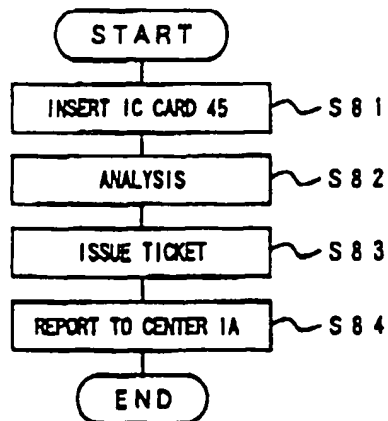 START
INSERT IC CARD 45 S81
ANALYSIS S82
ISSUE TICKET S83
REPORT TO CENTER 1A S84
END